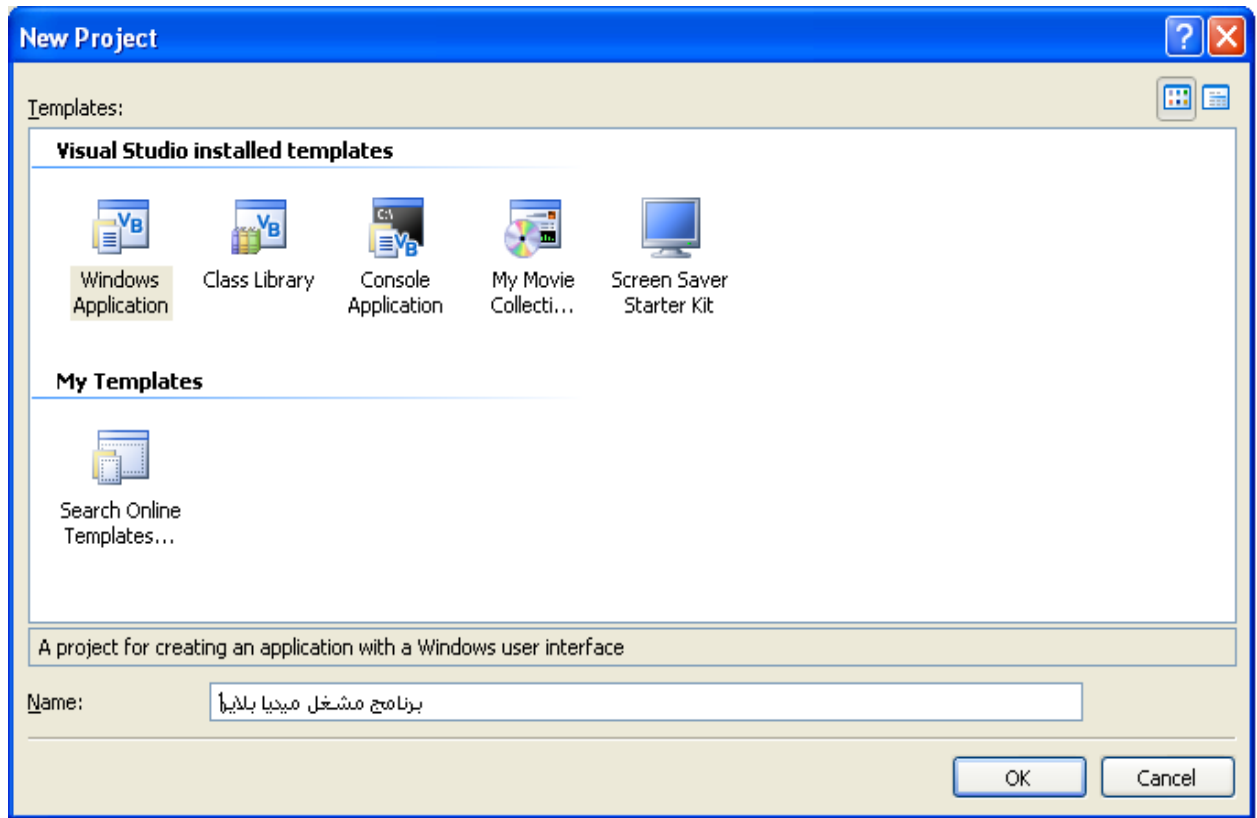 New Project
Templates:
Visual Studio installed templates
Windows Application
Class Library
Console Application
My Movie Collecti...
Screen Saver Starter Kit
My Templates
Search Online Templates...
A project for creating an application with a Windows user interface
Name: برنامج مشغل ميديا بلاير
OK Cancel